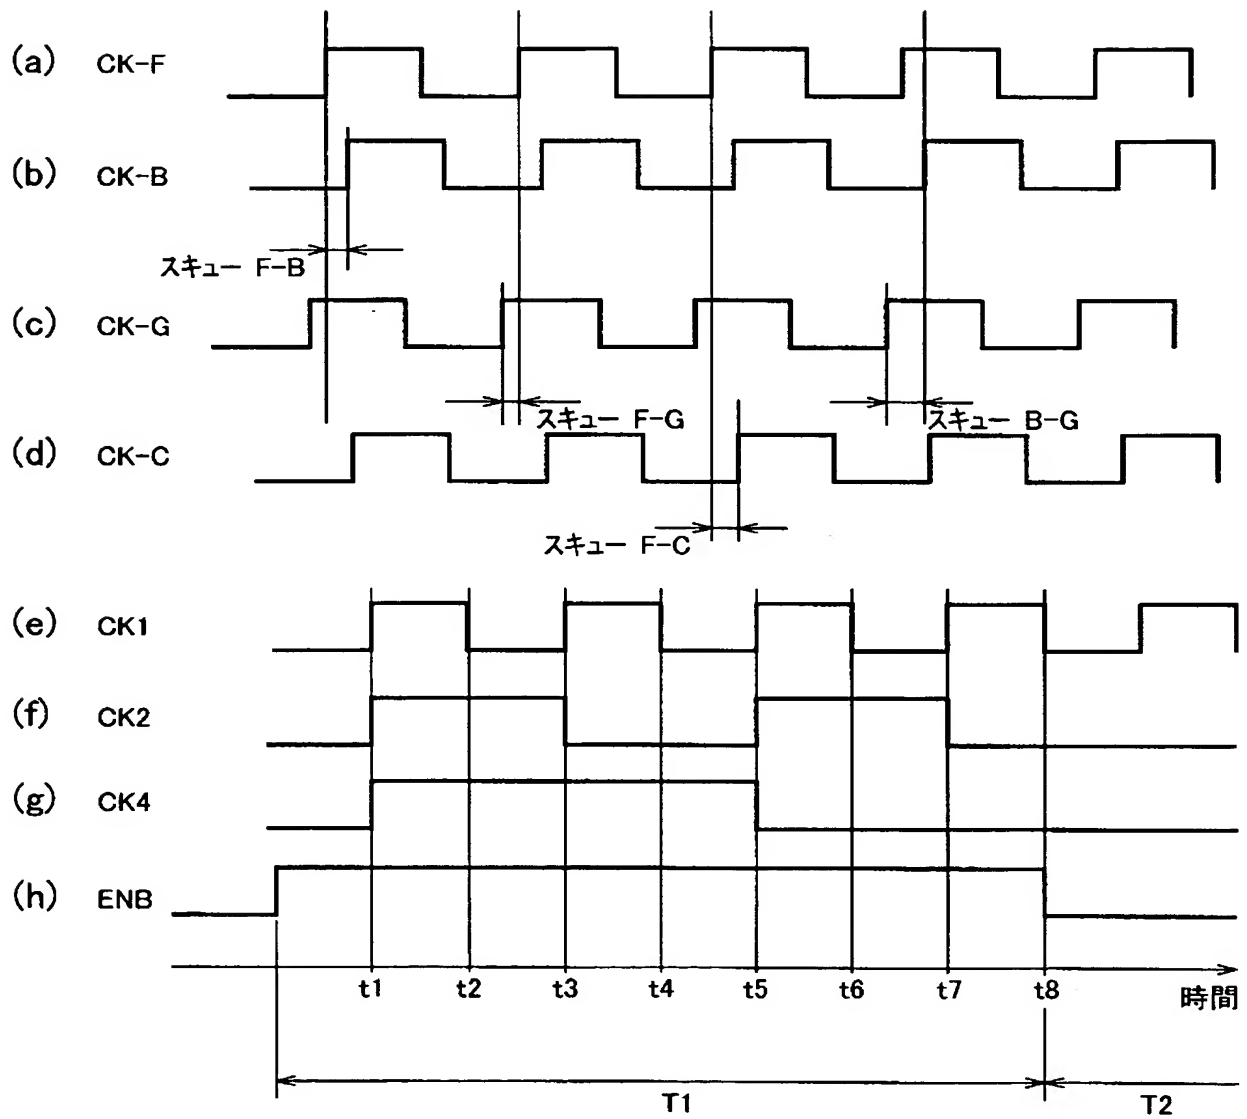 (a) CK-F
(b) CK-B
スキュー F-B
(c) CK-G
スキュー F-G
スキュー B-G
(d) CK-C
スキュー F-C
(e) CK1
(f) CK2
(g) CK4
(h) ENB
t1 t2 t3 t4 t5 t6 t7 t8
時間
T1 T2